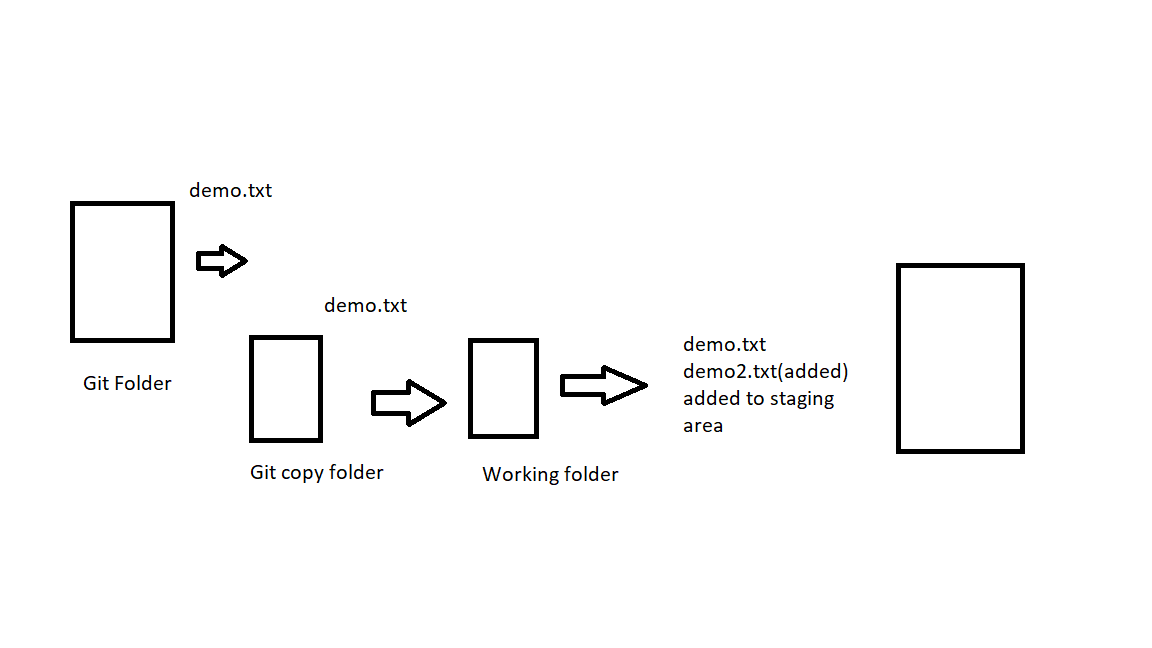 demo.txt
Git Folder
demo.txt
Git copy folder
Working folder
demo.txt
demo2.txt(added)
added to staging
area